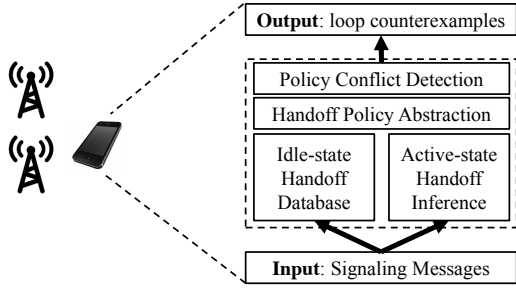 Output: loop counterexamples
Policy Conflict Detection
Handoff Policy Abstraction
Idle-state
Handoff
Database
Active-state
Handoff
Inference
Input: Signaling Messages